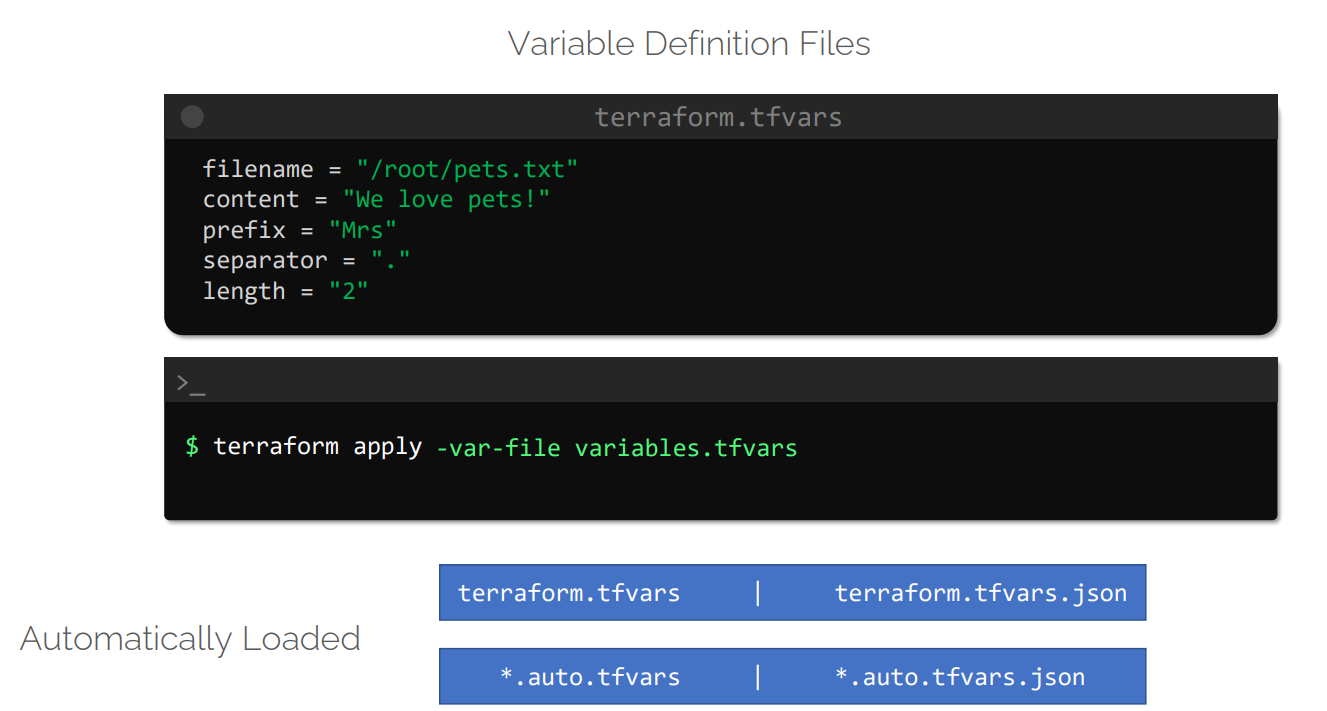 Variable Definition Files
terraform.tfvars
filename = "/root/pets.txt"
content = "We love pets!"
prefix = "Mrs"
separator = "."
length = "2"
>_
$ terraform apply -var-file variables.tfvars
Automatically Loaded
terraform.tfvars | terraform.tfvars.json
*.auto.tfvars | *.auto.tfvars.json